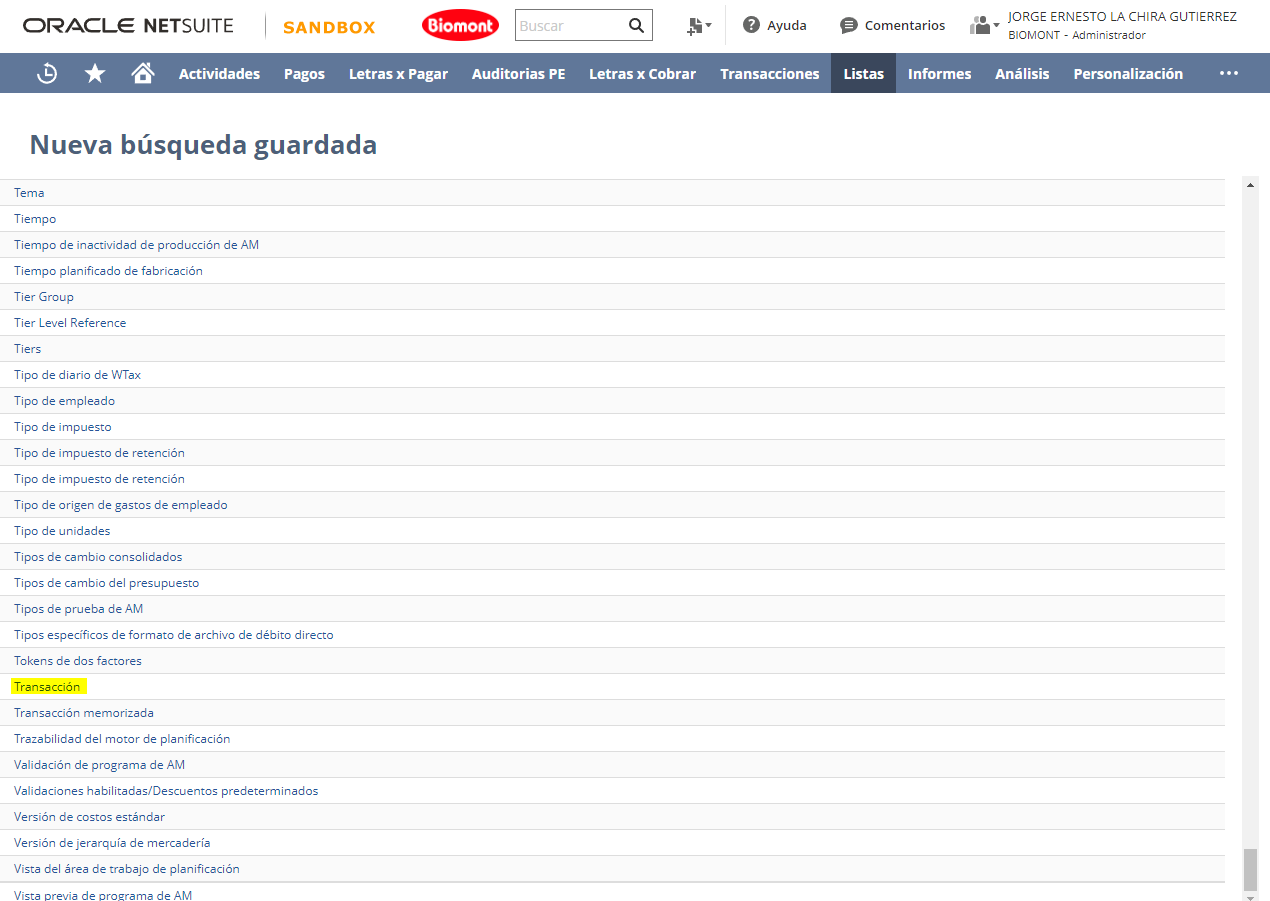 ORACLE NETSUITE
SANDBOX
Biomont
Buscar
Ayuda
Comentarios
JORGE ERNESTO LA CHIRA GUTIERREZ
BIOMONT - Administrador
Actividades Pagos Letras x Pagar Auditorias PE Letras x Cobrar Transacciones Listas Informes Análisis Personalización
Nueva búsqueda guardada
Tema
Tiempo
Tiempo de inactividad de producción de AM
Tiempo planificado de fabricación
Tier Group
Tier Level Reference
Tiers
Tipo de diario de WTax
Tipo de empleado
Tipo de impuesto
Tipo de impuesto de retención
Tipo de impuesto de retención
Tipo de origen de gastos de empleado
Tipo de unidades
Tipos de cambio consolidados
Tipos de cambio del presupuesto
Tipos de prueba de AM
Tipos específicos de formato de archivo de débito directo
Tokens de dos factores
Transacción
Transacción memorizada
Trazabilidad del motor de planificación
Validación de programa de AM
Validaciones habilitadas/Descuentos predeterminados
Versión de costos estándar
Versión de jerarquía de mercadería
Vista del área de trabajo de planificación
Vista previa de programa de AM